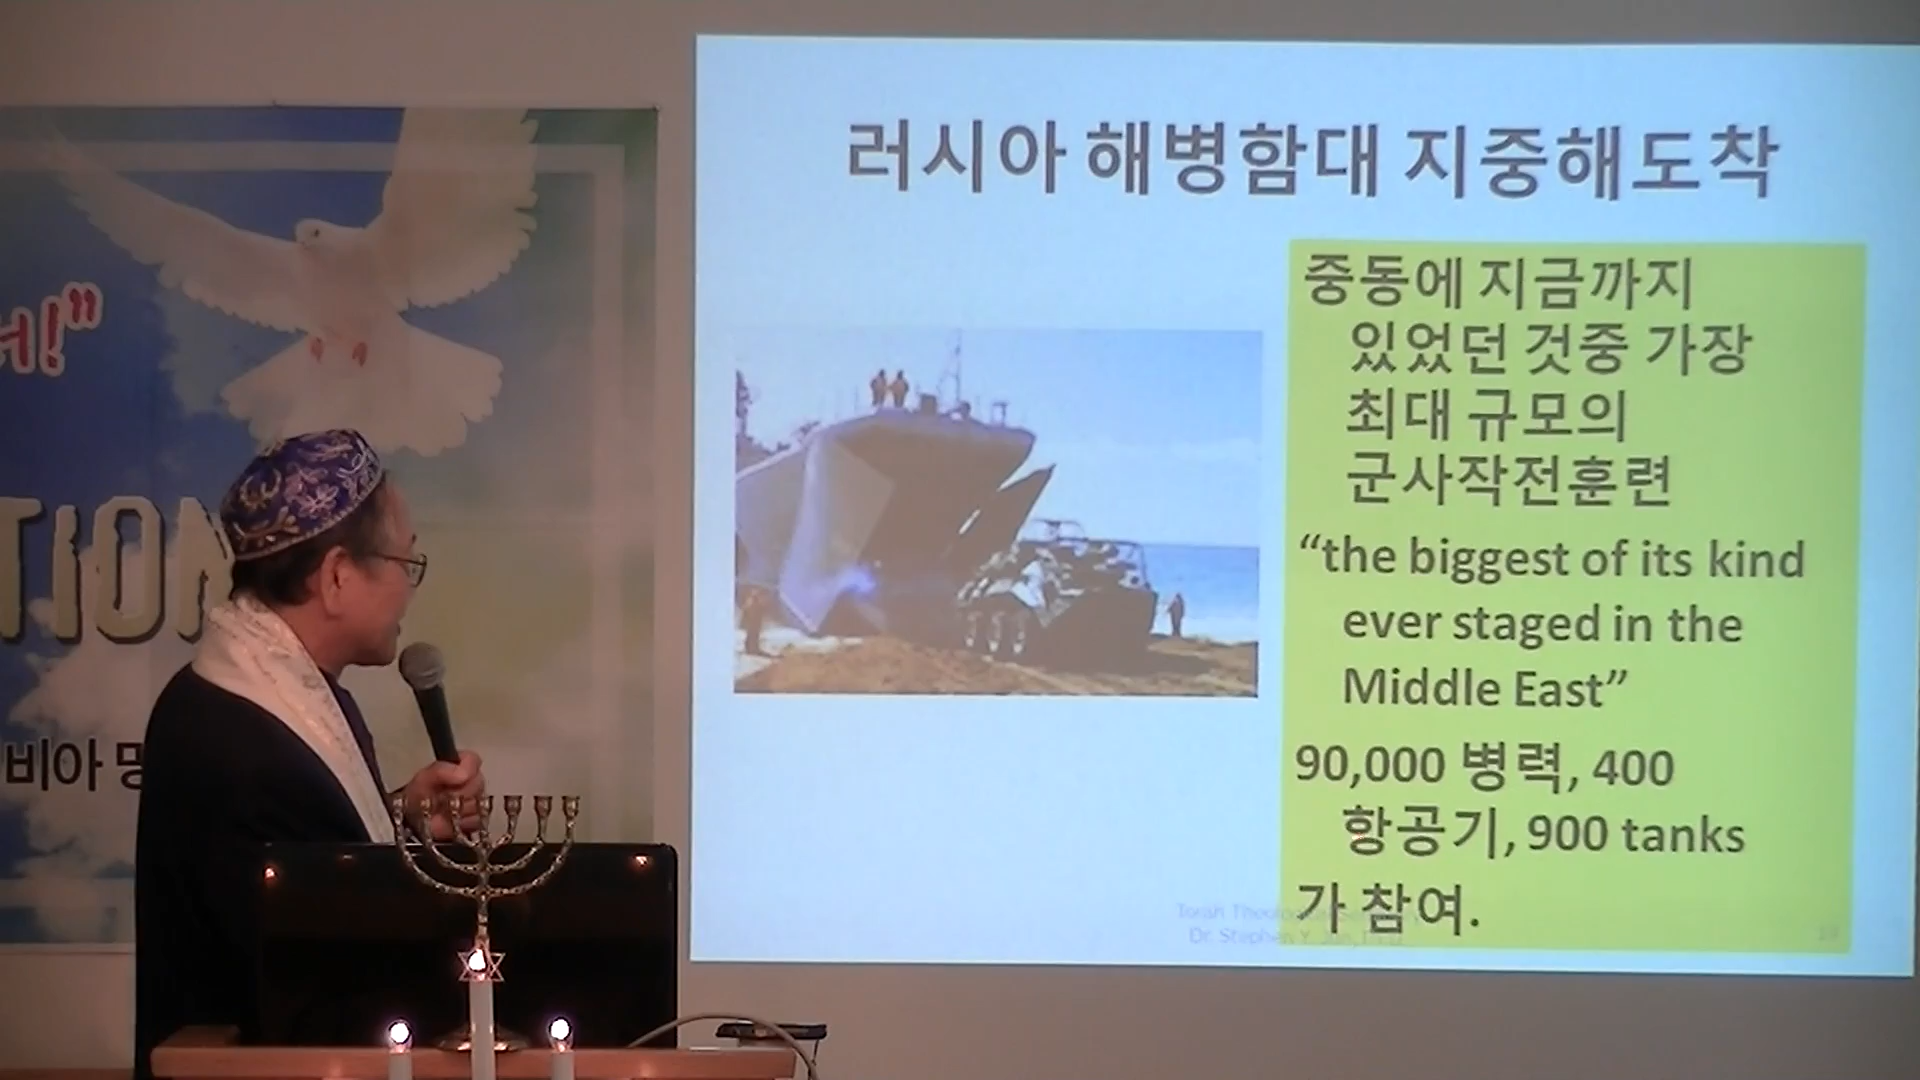 러시아 해병함대 지중해도착
중동에 지금까지
있었던 것중 가장
최대 규모의
군사작전훈련
“the biggest of its kind
ever staged in the
Middle East”
90,000 병력, 400
항공기, 900 tanks
가 참여.
Dr. Stephen Y.
!”
TION
비아